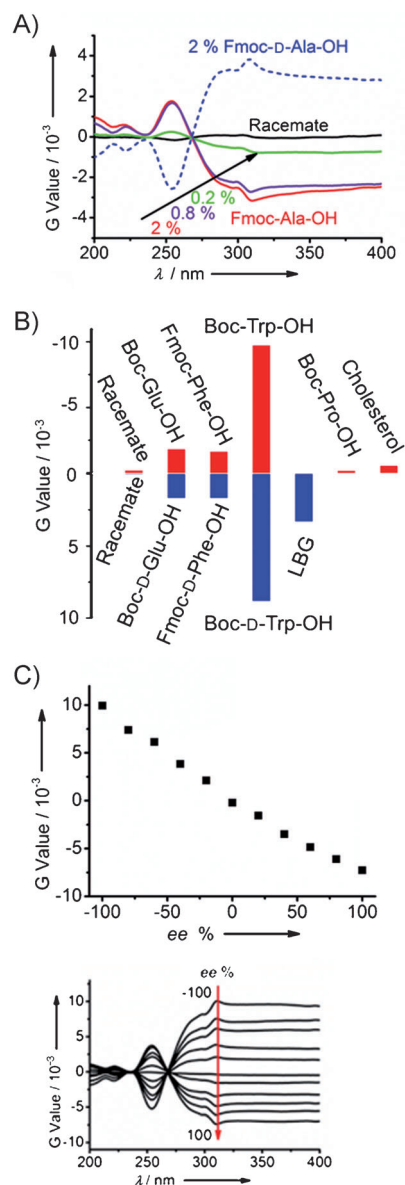 A)
2 % Fmoc-D-Ala-OH
Racemate
0.2 %
0.8 %
2 %
Fmoc-Ala-OH
G Value / 10⁻³
4
2
0
-2
-4
200
250
300
350
400
λ / nm
B)
G Value / 10⁻³
-10
-5
0
5
10
Racemate
Boc-Glu-OH
Fmoc-Phe-OH
Boc-Trp-OH
Boc-Pro-OH
Cholesterol
Racemate
Boc-D-Glu-OH
Fmoc-D-Phe-OH
Boc-D-Trp-OH
LBG
C)
G Value / 10⁻³
10
5
0
-5
-10
-100
-50
0
50
100
ee %
ee %
-100
100
G Value / 10⁻³
10
5
0
-5
-10
200
250
300
350
400
λ / nm